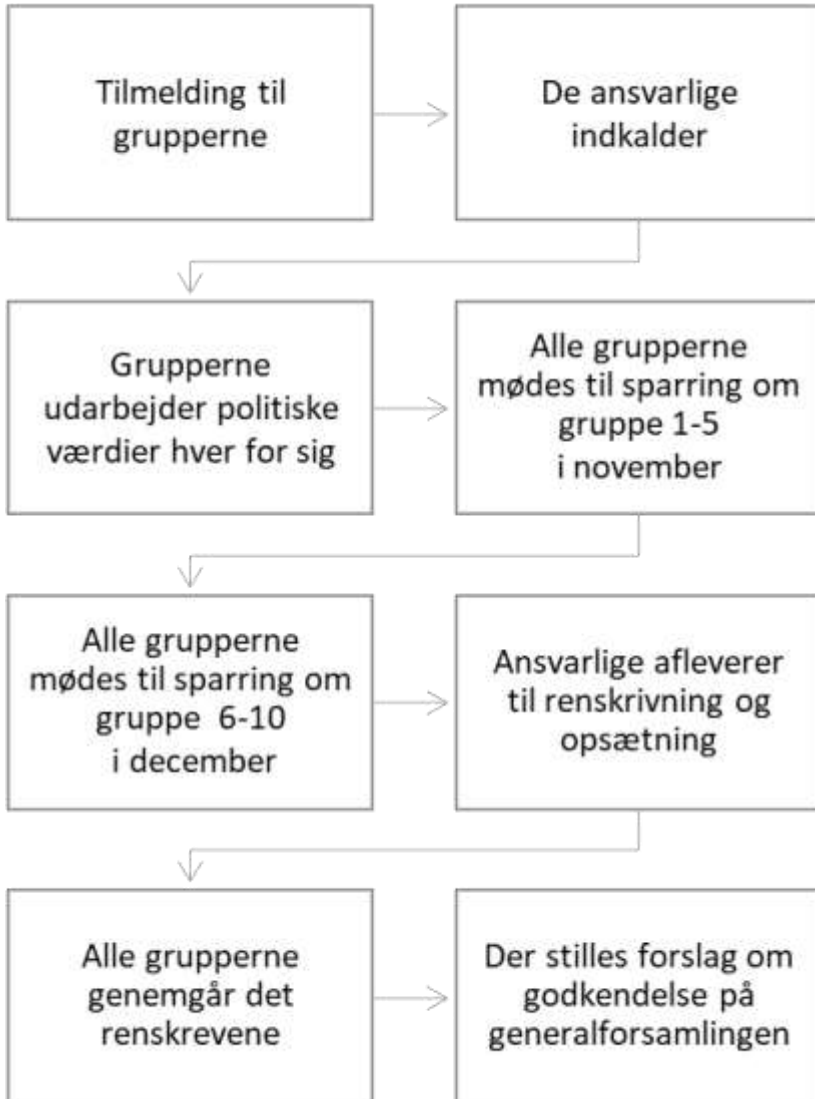 Tilmelding til
grupperne
De ansvarlige
indkalder
Grupperne
udarbejder politiske
værdier hver for sig
Alle grupperne
mødes til sparring om
gruppe 1-5
i november
Alle grupperne
mødes til sparring om
gruppe 6-10
i december
Ansvarlige afleverer
til renskrivning og
opsætning
Alle grupperne
genemgår det
renskrevene
Der stilles forslag om
godkendelse på
generalforsamlingen